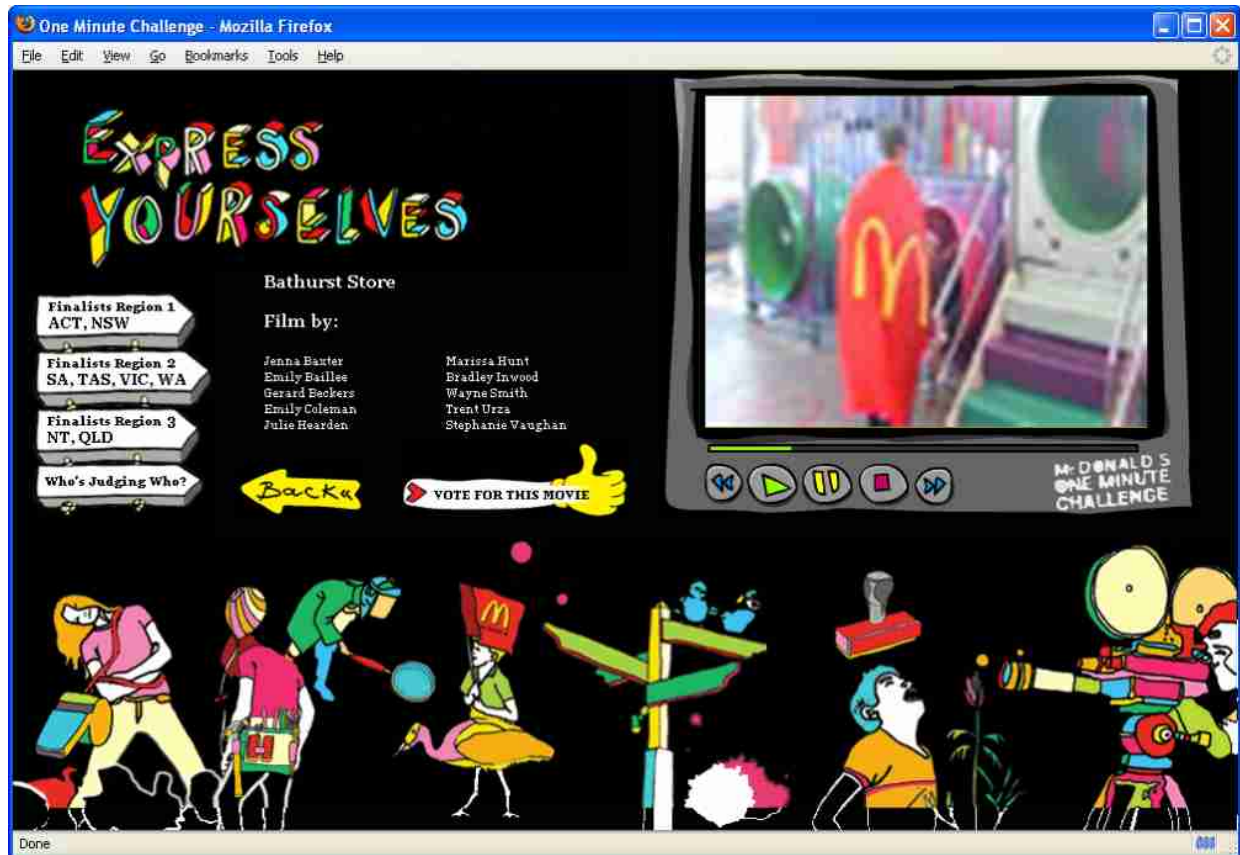 One Minute Challenge - Mozilla Firefox
File Edit View Go Bookmarks Tools Help
EXPRESS
YOURSELVES
Bathurst Store
Film by:
Jenna Baxter
Emily Baillee
Gerard Beckers
Emily Coleman
Julie Hearden
Marissa Hunt
Bradley Inwood
Wayne Smith
Trent Urza
Stephanie Vaughan
Finalists Region 1
ACT, NSW
Finalists Region 2
SA, TAS, VIC, WA
Finalists Region 3
NT, QLD
Who's Judging Who?
Back
VOTE FOR THIS MOVIE
McDONALD'S
ONE MINUTE
CHALLENGE
Done